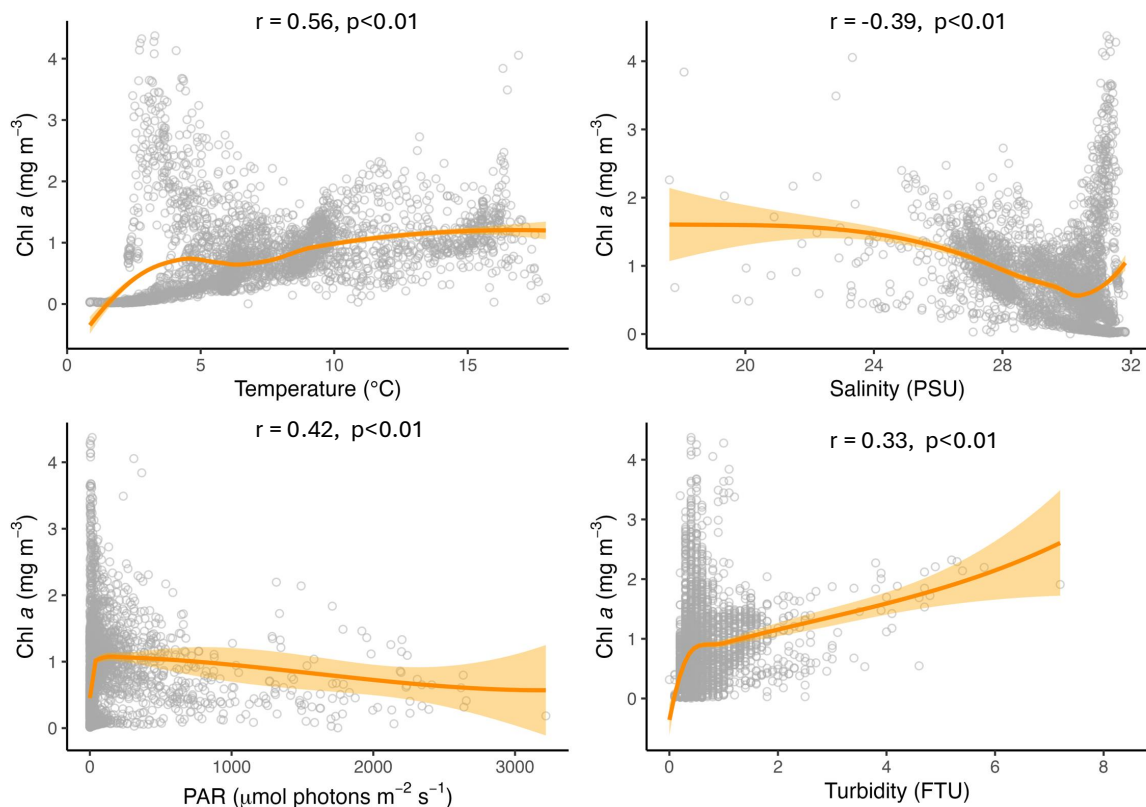 r = 0.56, p<0.01
Chl a (mg m⁻³)
4
3
2
1
0
0 5 10 15
Temperature (°C)
r = -0.39, p<0.01
Chl a (mg m⁻³)
4
3
2
1
0
20 24 28 32
Salinity (PSU)
r = 0.42, p<0.01
Chl a (mg m⁻³)
4
3
2
1
0
0 1000 2000 3000
PAR (μmol photons m⁻² s⁻¹)
r = 0.33, p<0.01
Chl a (mg m⁻³)
4
3
2
1
0
0 2 4 6 8
Turbidity (FTU)